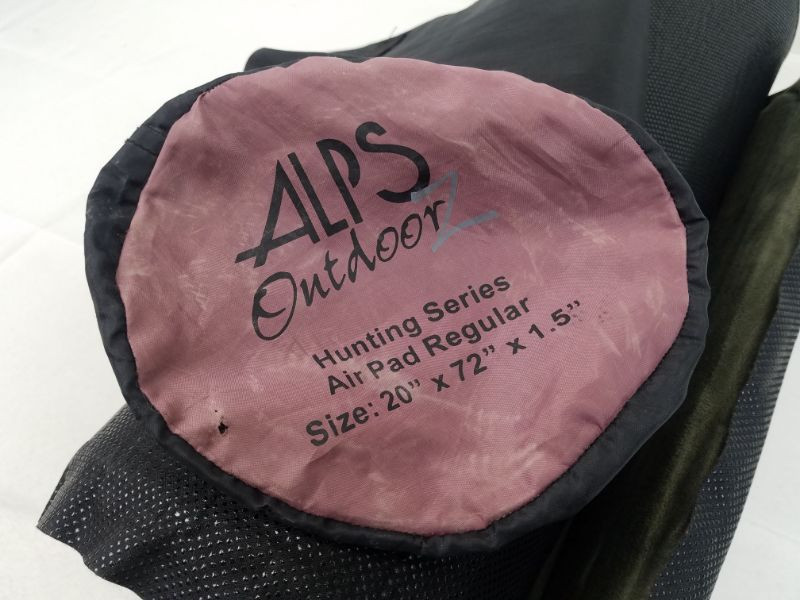 ALPS
OutdoorZ
Hunting Series
Air Pad Regular
Size: 20” x 72” x 1.5”